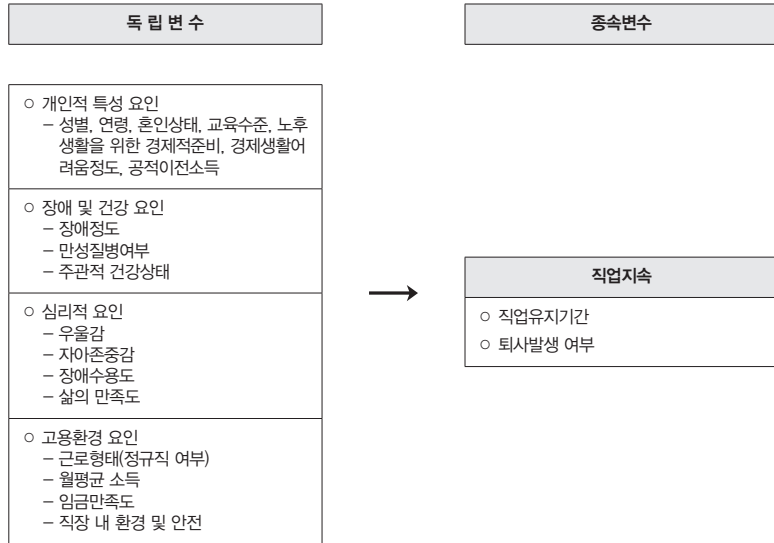 독 립 변 수
○ 개인적 특성 요인
– 성별, 연령, 혼인상태, 교육수준, 노후
생활을 위한 경제적준비, 경제생활어
려움정도, 공적이전소득
○ 장애 및 건강 요인
– 장애정도
– 만성질병여부
– 주관적 건강상태
○ 심리적 요인
– 우울감
– 자아존중감
– 장애수용도
– 삶의 만족도
○ 고용환경 요인
– 근로형태(정규직 여부)
– 월평균 소득
– 임금만족도
– 직장 내 환경 및 안전
종속변수
직업지속
○ 직업유지기간
○ 퇴사발생 여부